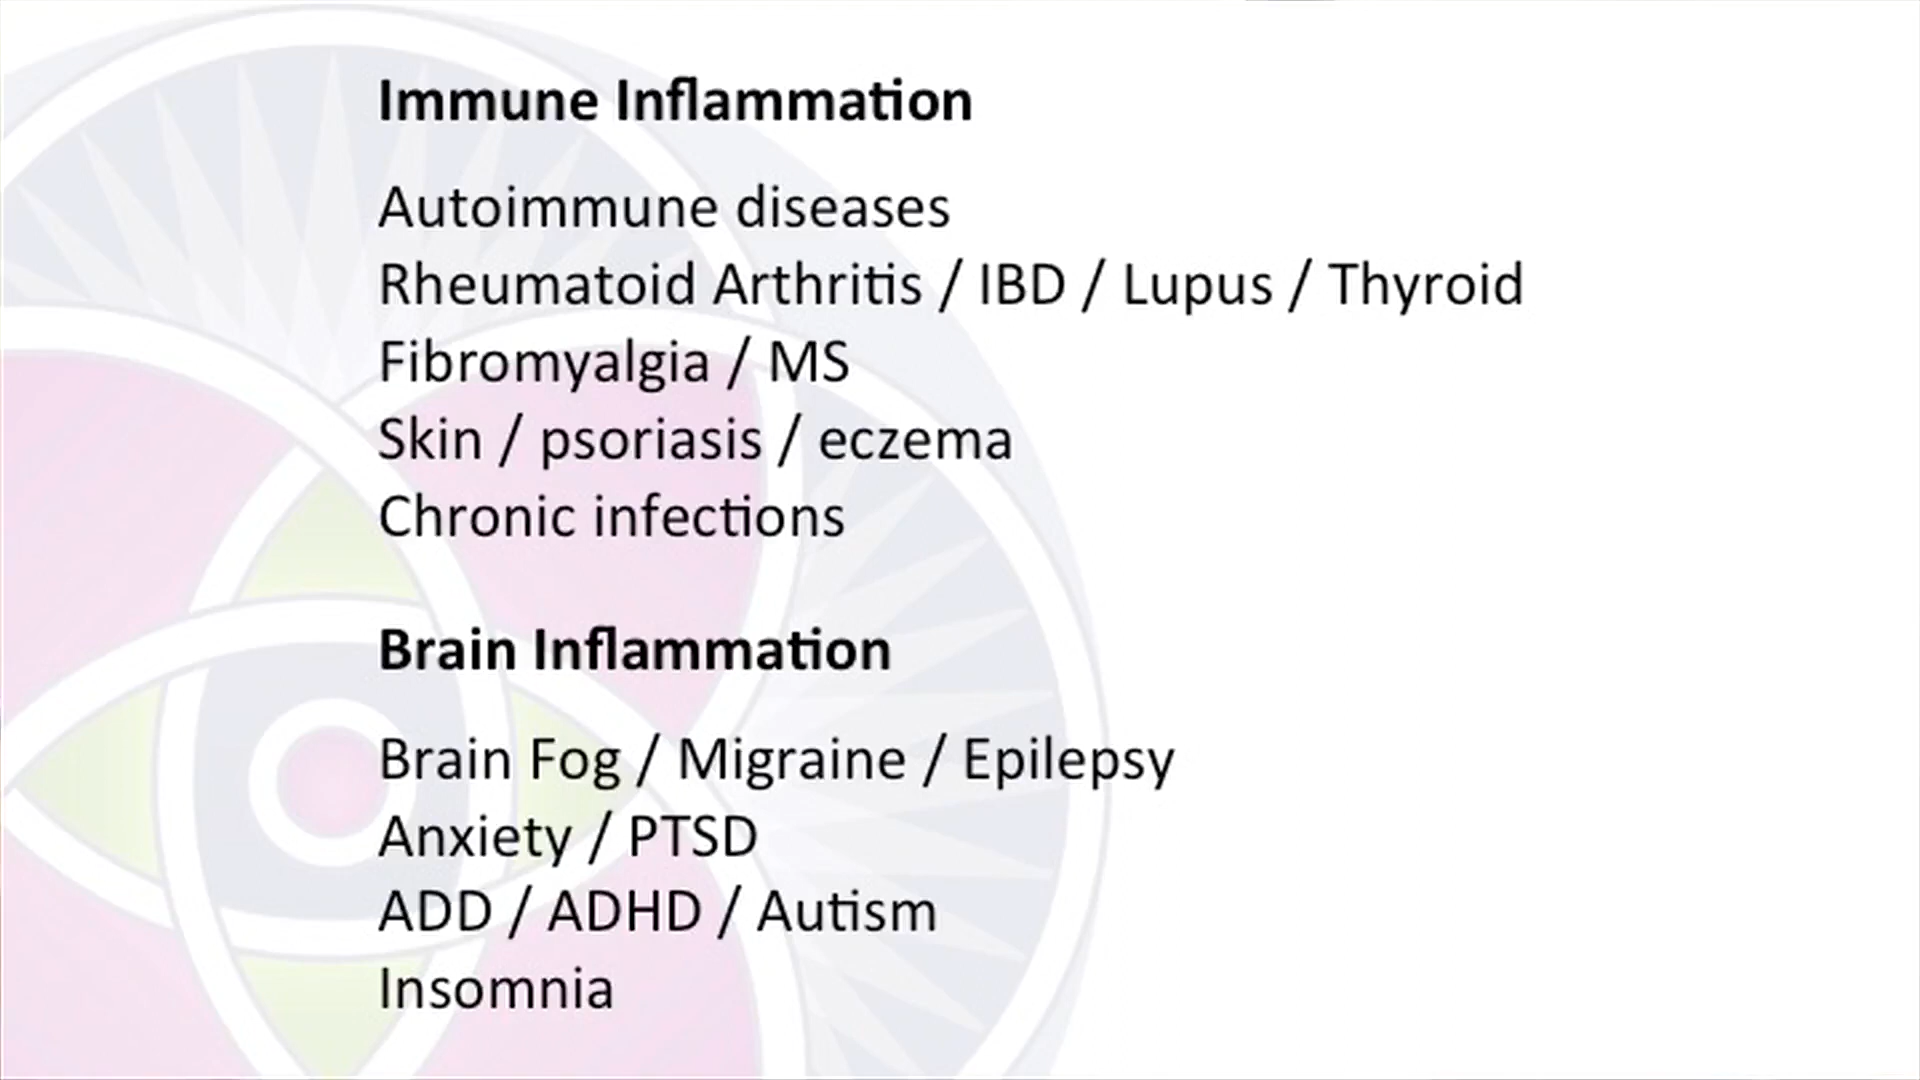 Immune Inflammation
Autoimmune diseases
Rheumatoid Arthritis / IBD / Lupus / Thyroid
Fibromyalgia / MS
Skin / psoriasis / eczema
Chronic infections
Brain Inflammation
Brain Fog / Migraine / Epilepsy
Anxiety / PTSD
ADD / ADHD / Autism
Insomnia